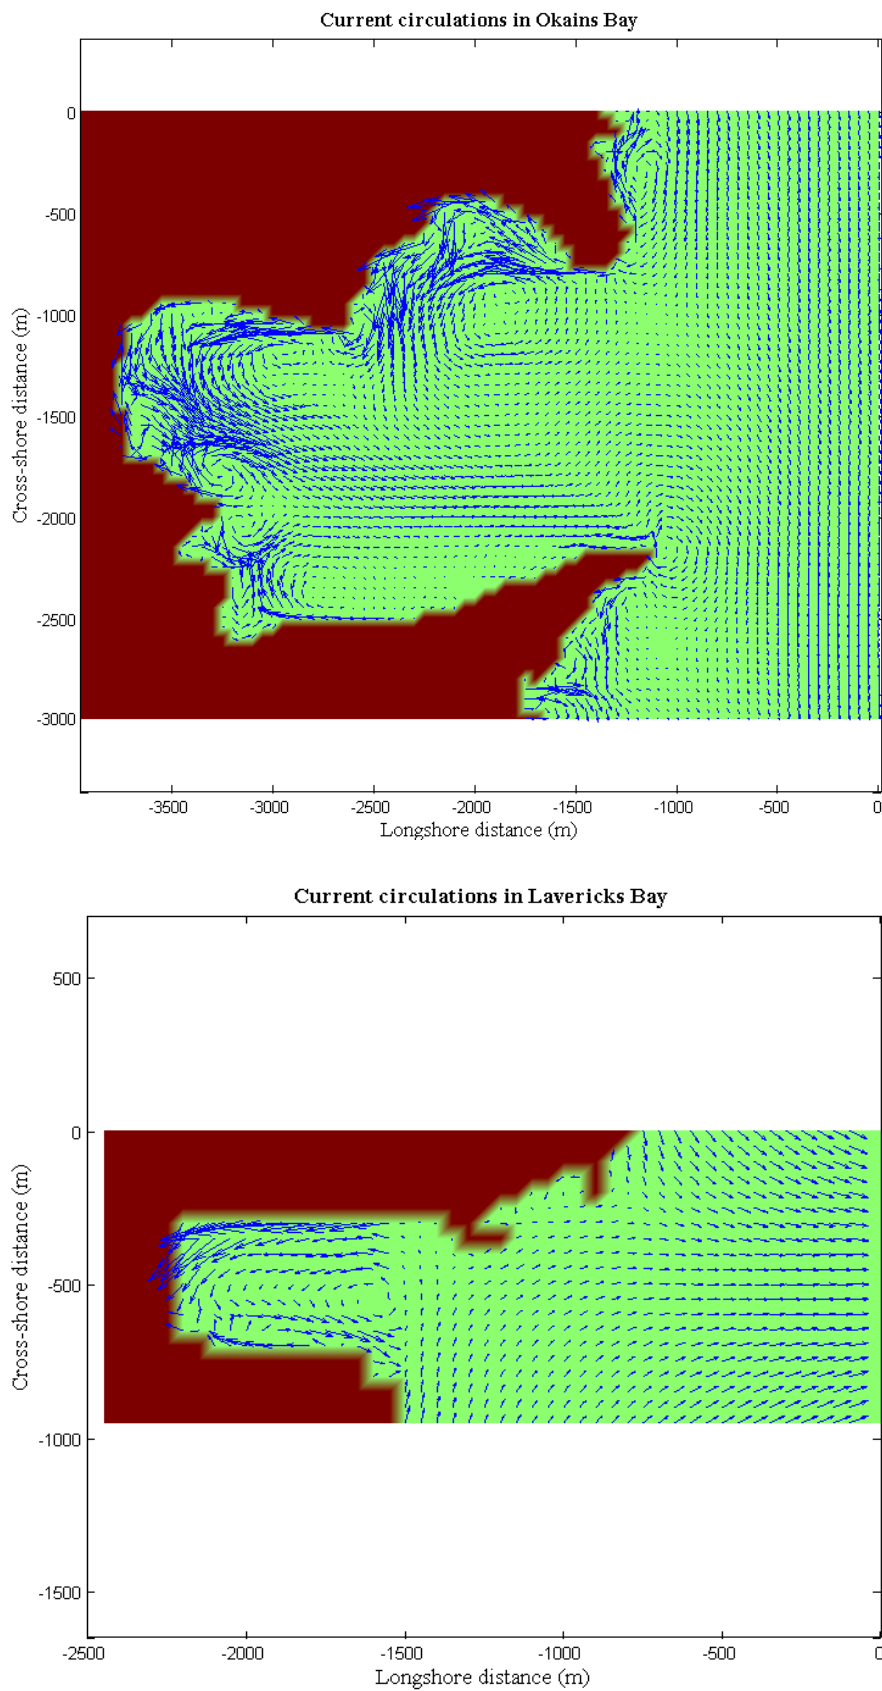 Current circulations in Okains Bay
0
-500
-1000
-1500
-2000
-2500
-3000
Cross-shore distance (m)
-3500 -3000 -2500 -2000 -1500 -1000 -500 0
Longshore distance (m)
Current circulations in Lavericks Bay
500
0
-500
-1000
-1500
Cross-shore distance (m)
-2500 -2000 -1500 -1000 -500 0
Longshore distance (m)